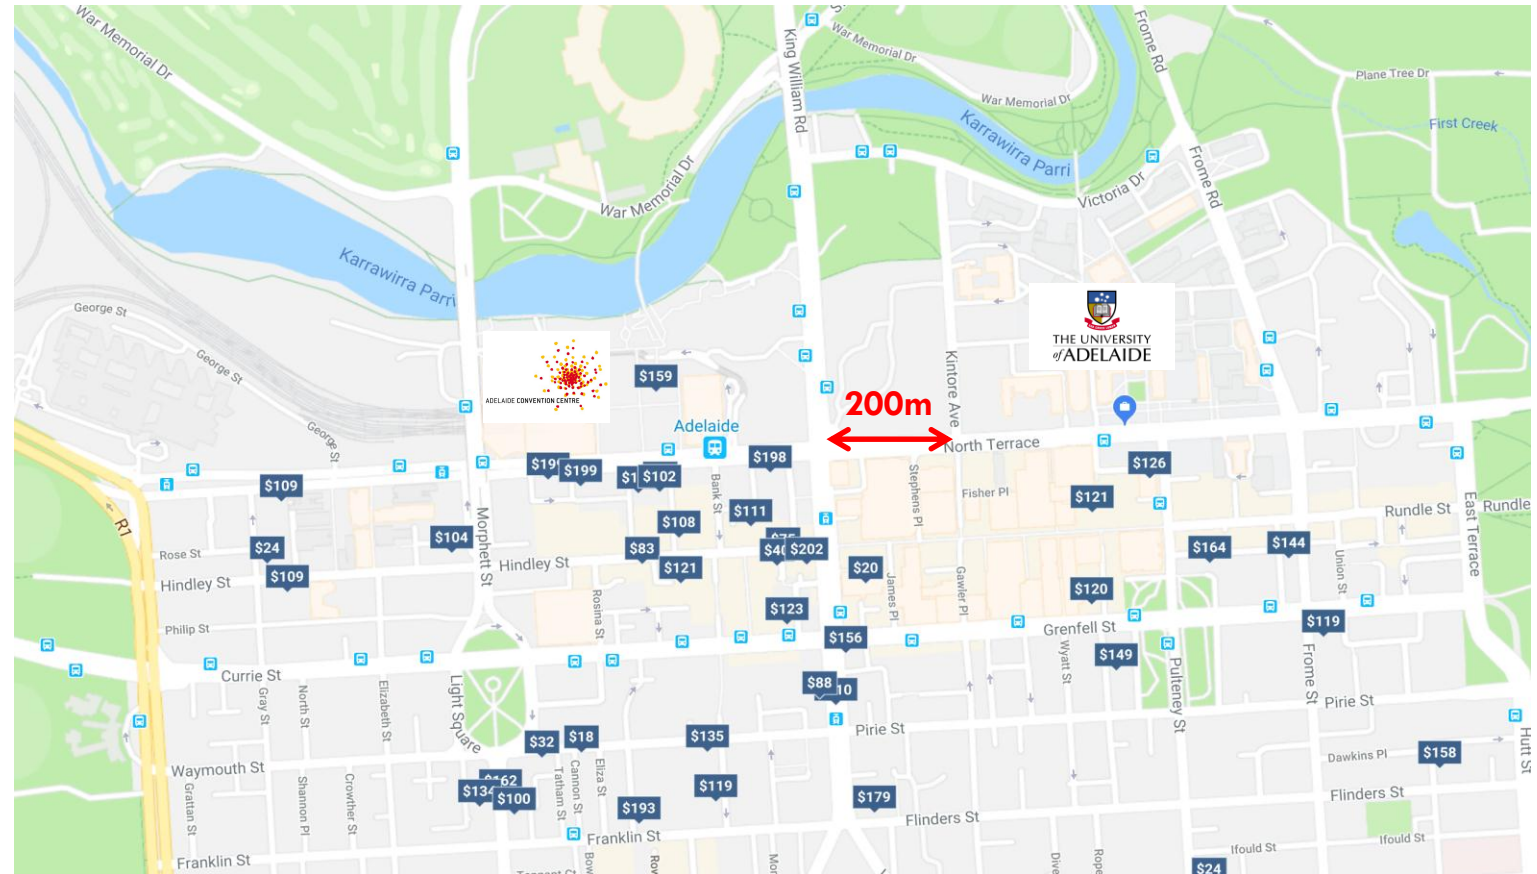 War Memorial Dr
King William Rd
War Memorial Dr
Frome Rd
Plane Tree Dr
War Memorial Dr
Karrawirra Parri
First Creek
Frome Rd
Victoria Dr
War Memorial Dr
Karrawirra Parri
George St
George St
THE UNIVERSITY
of ADELAIDE
Kintore Ave
$159
ADELAIDE CONVENTION CENTRE
200m
Adelaide
George St
North Terrace
$198
$199
$199
$102
$126
$109
Bank St
Stephens Pl
Fisher Pl
$121
Rundle St
East Terrace
Rundle
R1
$111
$108
$104
Morphett St
$24
Rose St
$83
$202
$164
$144
Hindley St
$109
Hindley St
$121
$20
James Pl
Gawler Pl
Union St
$120
Rosina St
$123
Philip St
$156
Grenfell St
$119
Wyatt St
$149
Pulteney St
Frome St
Currie St
Light Square
Gray St
North St
Elizabeth St
$88
Pirie St
Pirie St
$32
$18
$135
Hutt St
Dawkins Pl
$158
Waymouth St
Grattan St
Shannon Pl
Crowther St
$134
$100
Tatham St
Cannon St
Eliza St
$119
$193
$179
Flinders St
Flinders St
Franklin St
Franklin St
Ifould St
Ifould St
$24